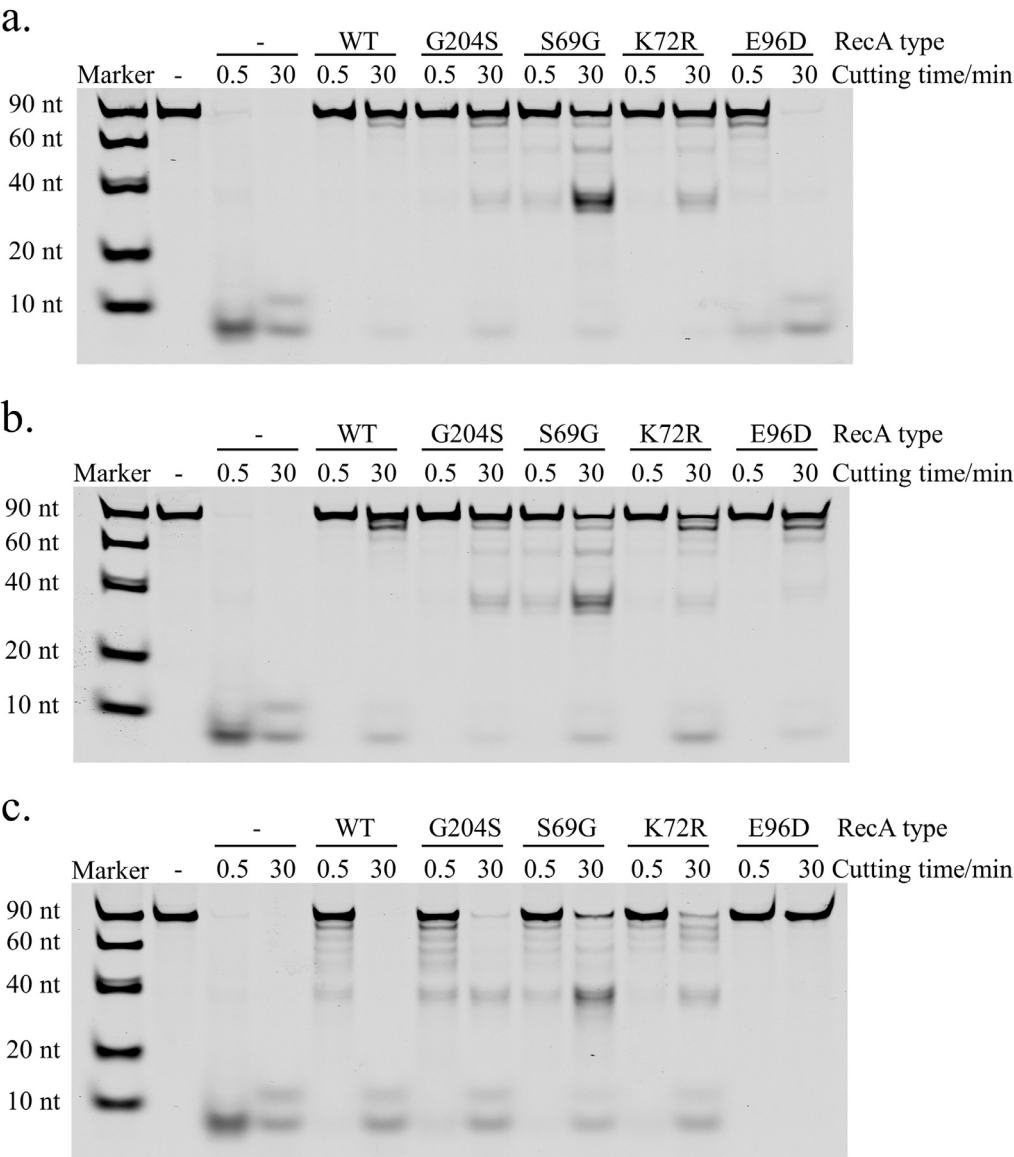 a.
- WT G204S S69G K72R E96D RecA type
Marker - 0.5 30 0.5 30 0.5 30 0.5 30 0.5 30 0.5 30 Cutting time/min
90 nt
60 nt
40 nt
20 nt
10 nt
b.
- WT G204S S69G K72R E96D RecA type
Marker - 0.5 30 0.5 30 0.5 30 0.5 30 0.5 30 0.5 30 Cutting time/min
90 nt
60 nt
40 nt
20 nt
10 nt
c.
- WT G204S S69G K72R E96D RecA type
Marker - 0.5 30 0.5 30 0.5 30 0.5 30 0.5 30 0.5 30 Cutting time/min
90 nt
60 nt
40 nt
20 nt
10 nt